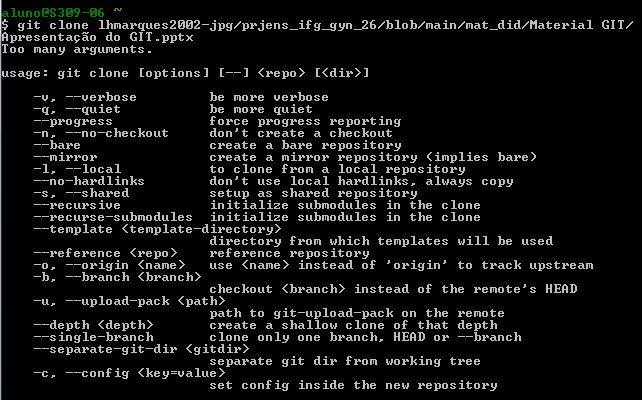 aluno@S309-06 ~
$ git clone lhmarques2002-jpg/prjens_ifg_gyn_26/blob/main/mat_did/Material GIT/
Apresentação do GIT.pptx
Too many arguments.

usage: git clone [options] [--] <repo> [<dir>]

    -v, --verbose         be more verbose
    -q, --quiet           be more quiet
    --progress            force progress reporting
    -n, --no-checkout     don't create a checkout
    --bare                create a bare repository
    --mirror              create a mirror repository (implies bare)
    -l, --local           to clone from a local repository
    --no-hardlinks        don't use local hardlinks, always copy
    -s, --shared          setup as shared repository
    --recursive           initialize submodules in the clone
    --recurse-submodules  initialize submodules in the clone
    --template <template-directory>
                          directory from which templates will be used
    --reference <repo>    reference repository
    -o, --origin <name>   use <name> instead of 'origin' to track upstream
    -b, --branch <branch>
                          checkout <branch> instead of the remote's HEAD
    -u, --upload-pack <path>
                          path to git-upload-pack on the remote
    --depth <depth>       create a shallow clone of that depth
    --single-branch       clone only one branch, HEAD or --branch
    --separate-git-dir <gitdir>
                          separate git dir from working tree
    -c, --config <key=value>
                          set config inside the new repository